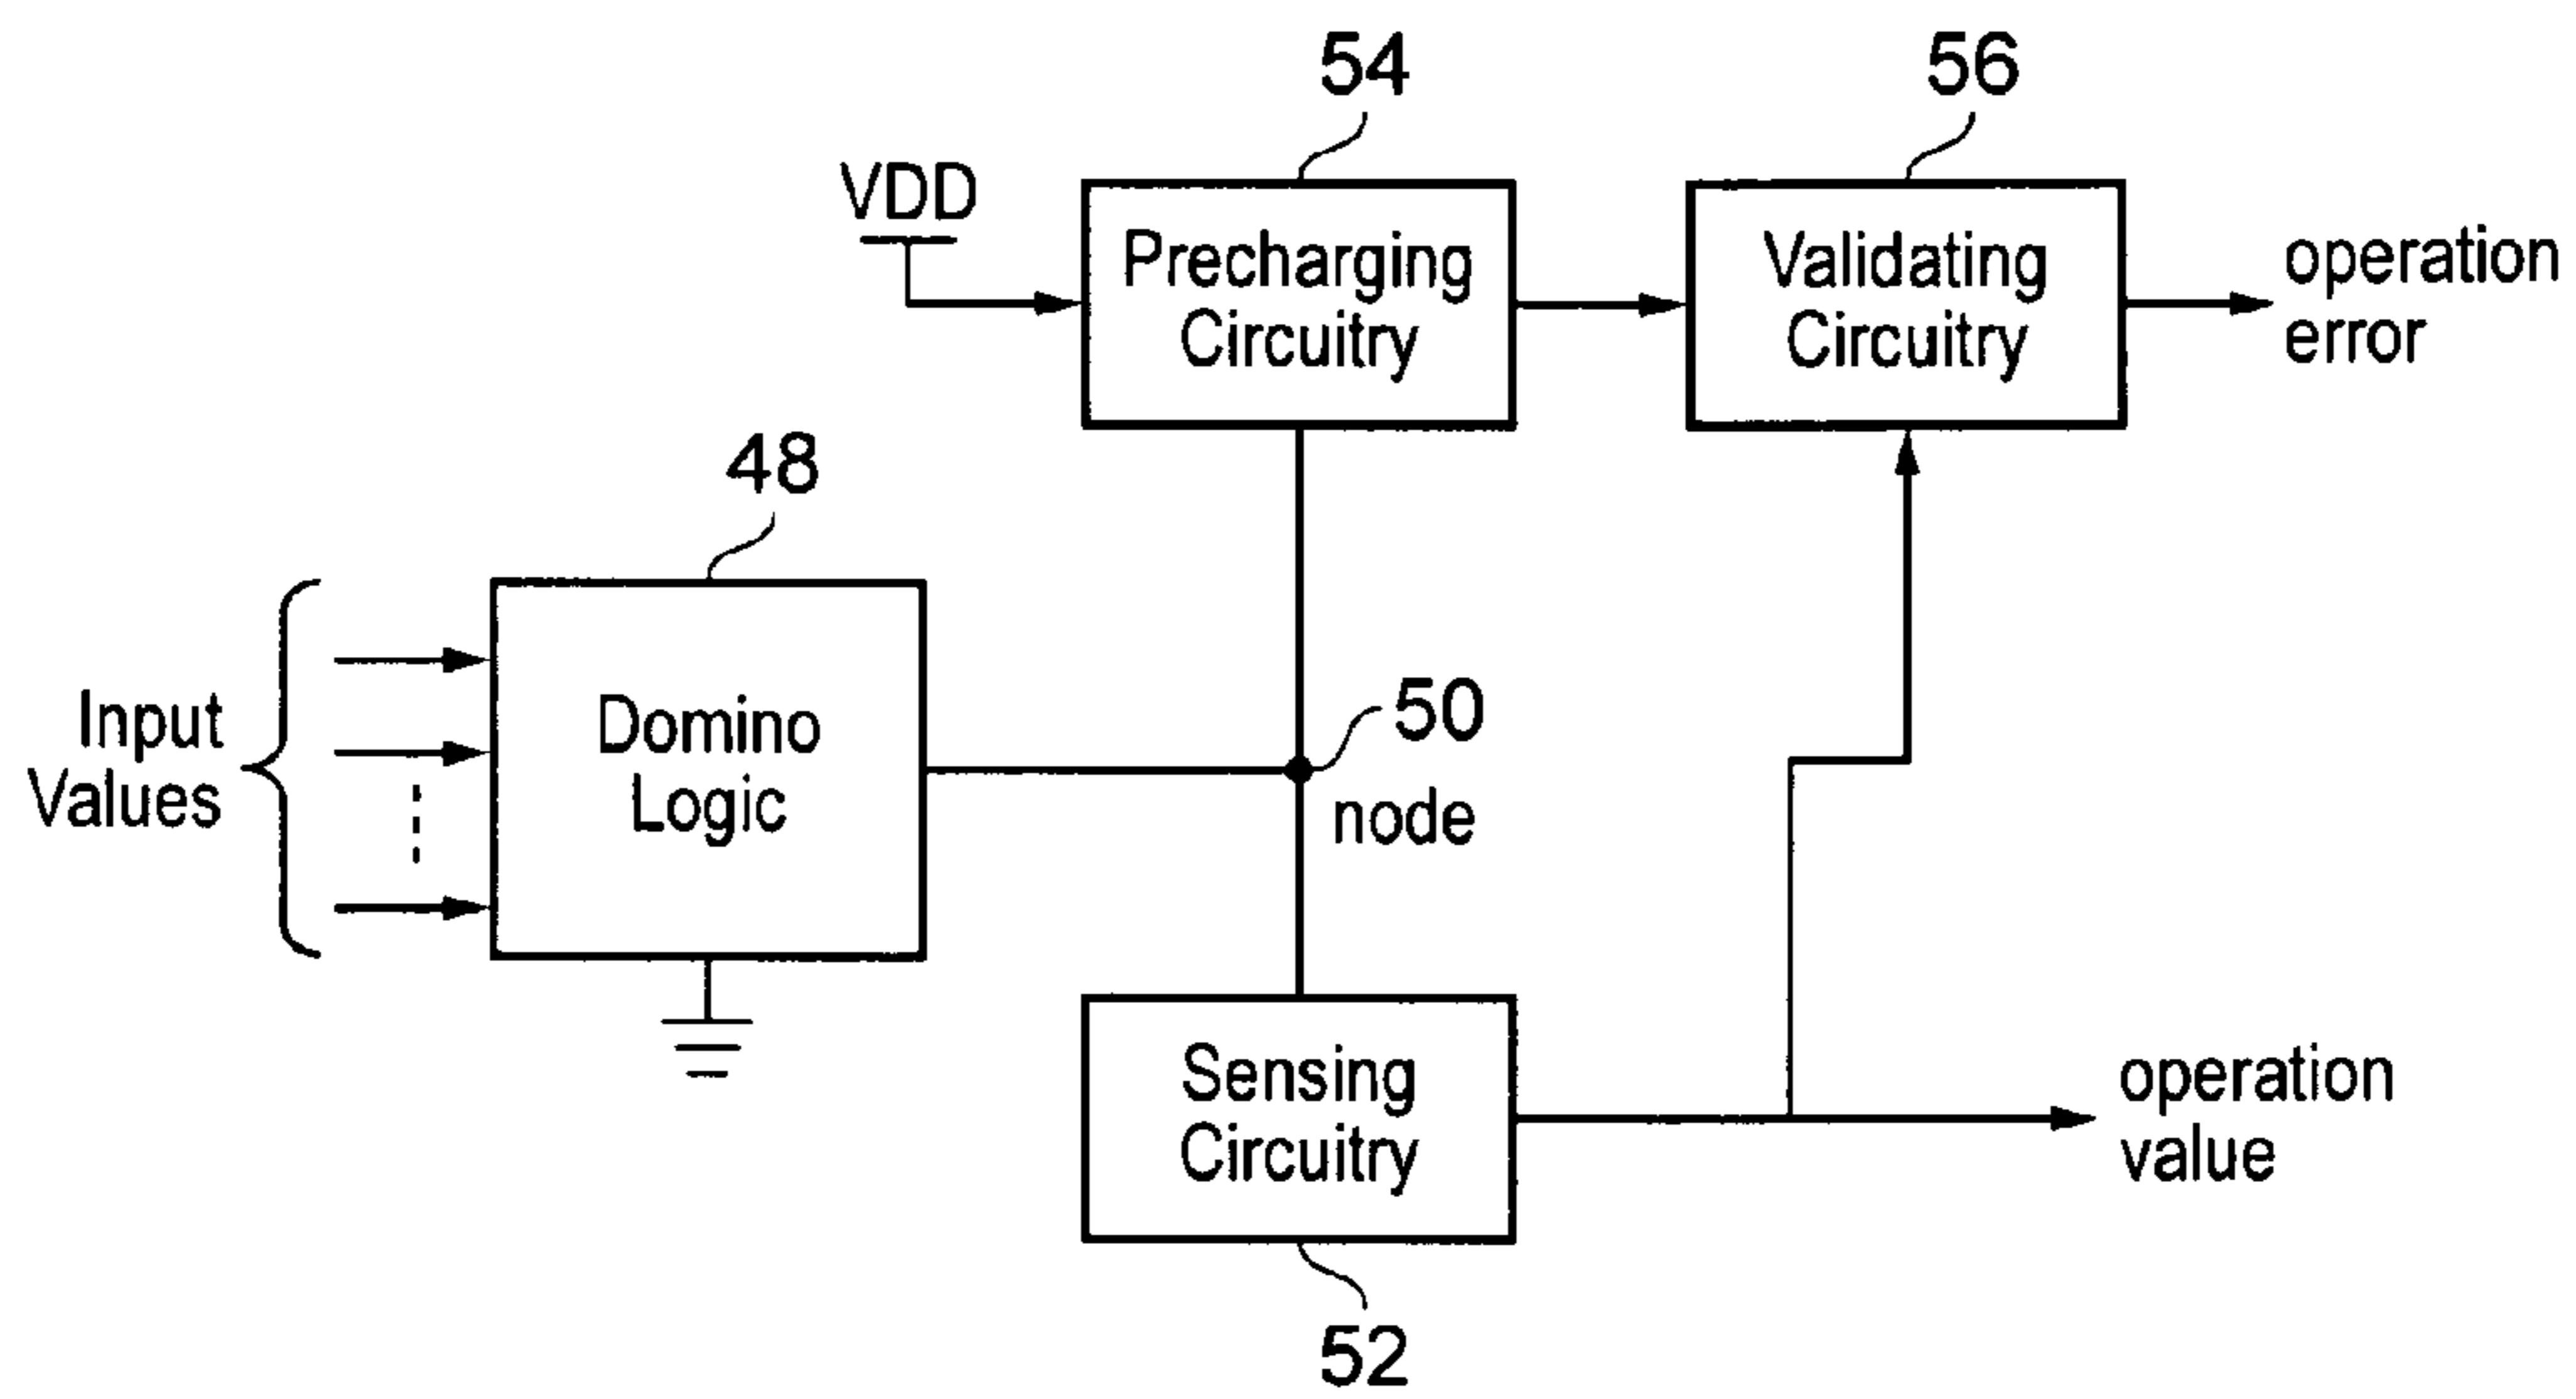 54
56
VDD
Precharging
Circuitry
Validating
Circuitry
operation
error
48
Input
Values
Domino
Logic
50
node
Sensing
Circuitry
operation
value
52